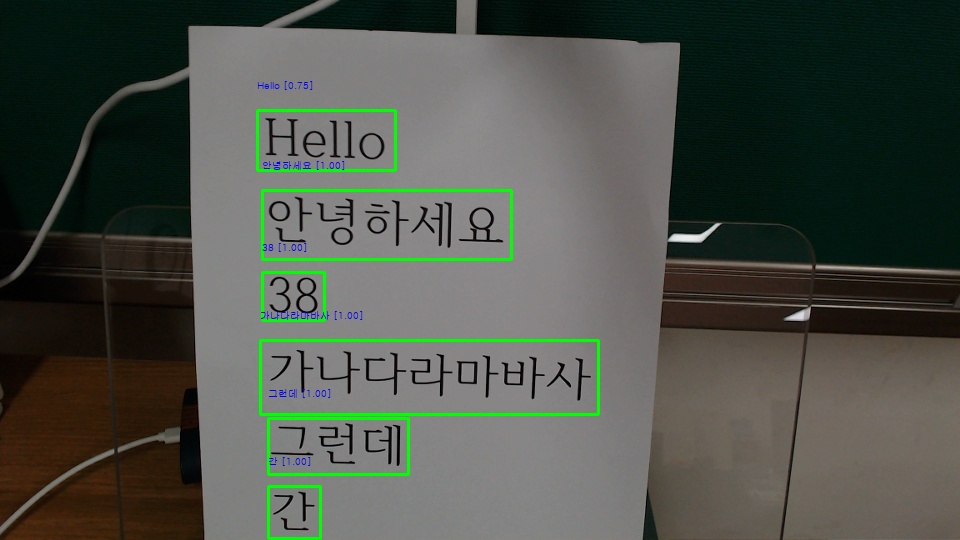 Hello [0.75]
Hello
안녕하세요 [1.00]
안녕하세요
38 [1.00]
38
가나다라마바사 [1.00]
가나다라마바사
그런데 [1.00]
그런데
간 [1.00]
간